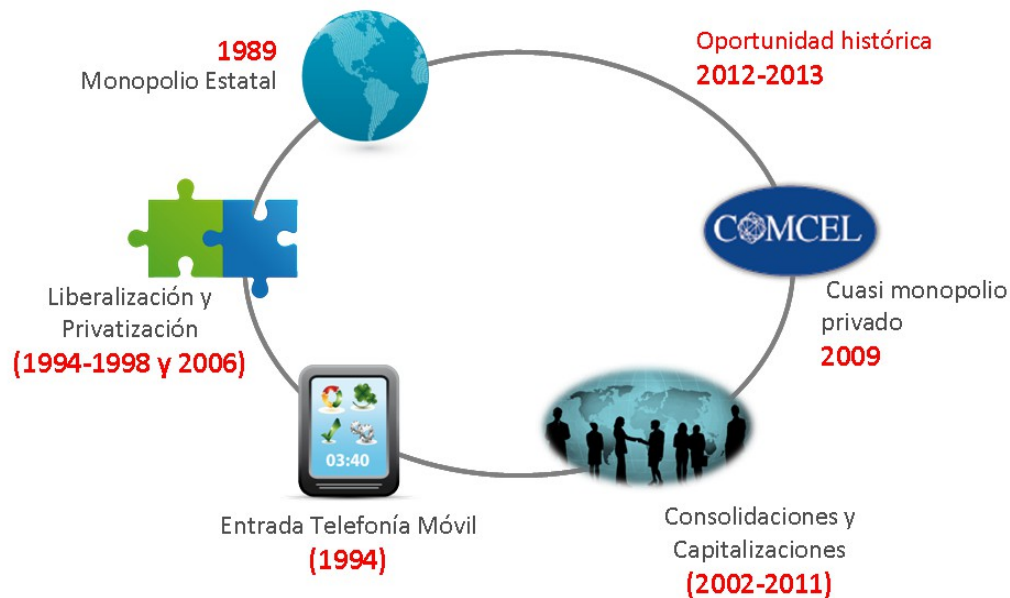 1989
Monopolio Estatal
Oportunidad histórica
2012-2013
COMCEL
Cuasi monopolio
privado
2009
Liberalización y
Privatización
(1994-1998 y 2006)
03:40
Entrada Telefonía Móvil
(1994)
Consolidaciones y
Capitalizaciones
(2002-2011)